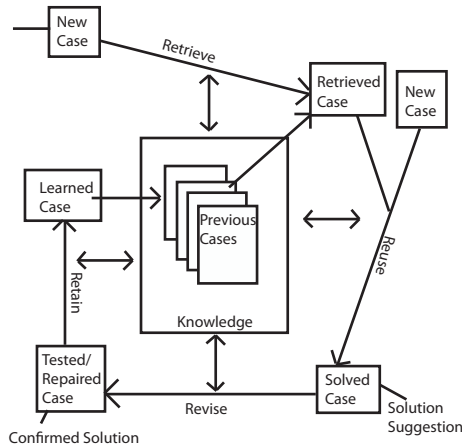 New
Case
Retrieve
Retrieved
Case
New
Case
Learned
Case
Previous
Cases
Reuse
Retain
Knowledge
Tested/
Repaired
Case
Revise
Solved
Case
Solution
Suggestion
Confirmed Solution